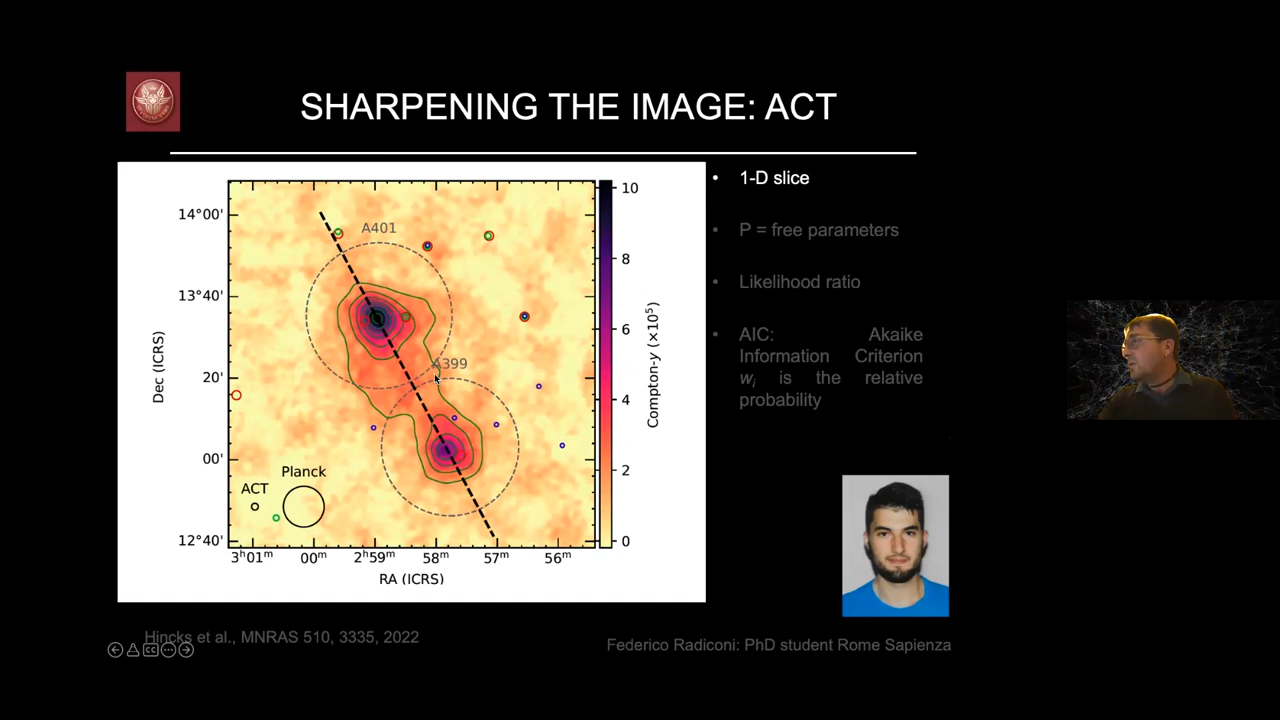 SHARPENING THE IMAGE: ACT
14°00'
13°40'
20'
00'
12°40'
Dec (ICRS)
A401
A399
Planck
ACT
3ʰ01ᵐ 00ᵐ 2ʰ59ᵐ 58ᵐ 57ᵐ 56ᵐ
RA (ICRS)
10
8
6
4
2
0
Compton-y (×10⁵)
• 1-D slice
• P = free parameters
• Likelihood ratio
• AIC: Akaike
Information Criterion
wᵢ is the relative
probability
Hincks et al., MNRAS 510, 3335, 2022
CC
Federico Radiconi: PhD student Rome Sapienza